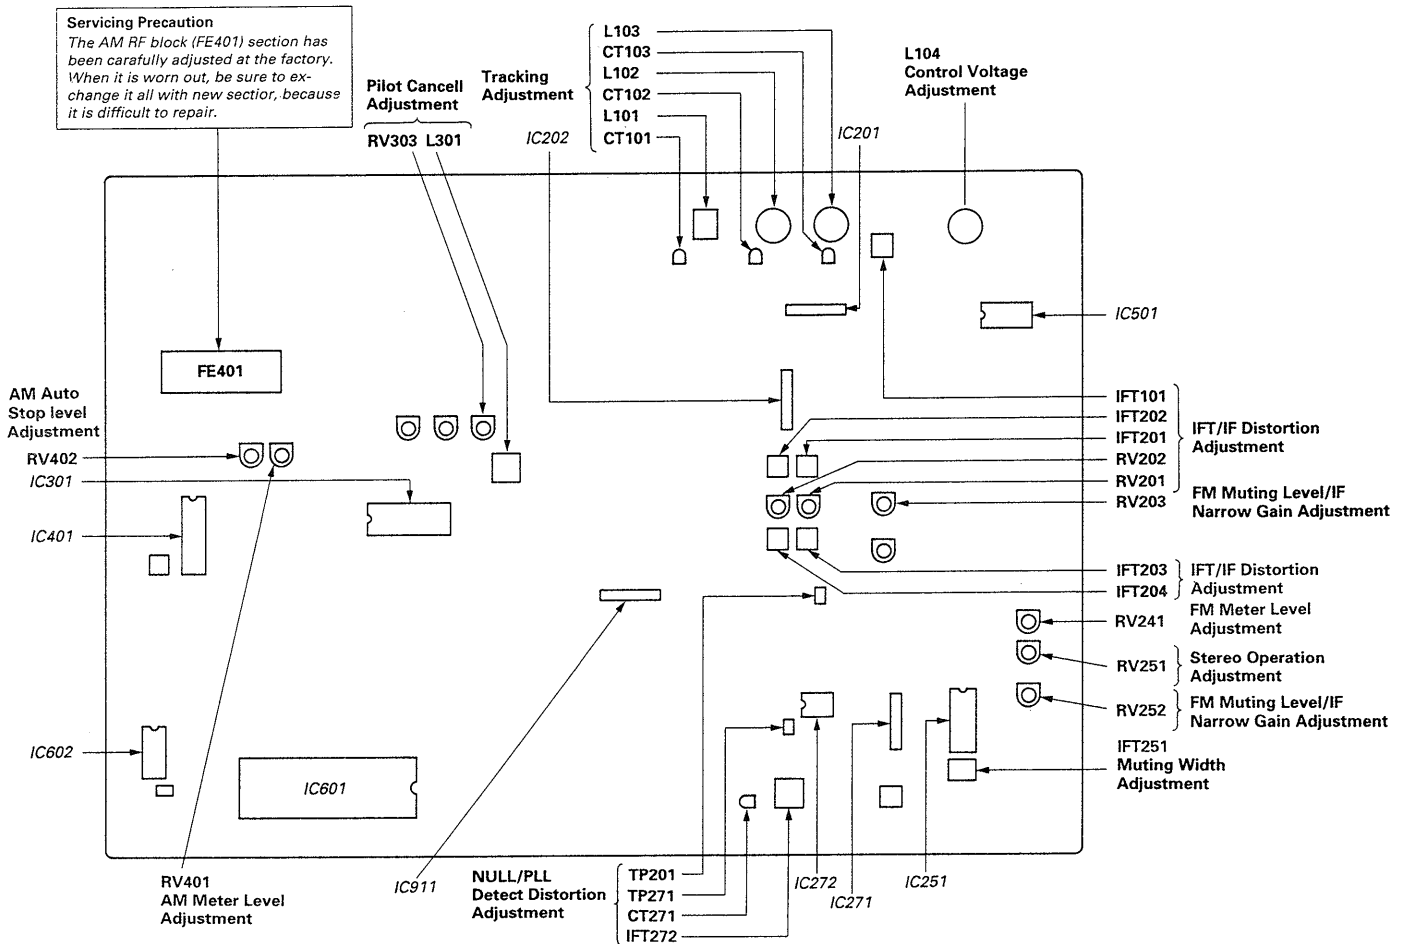 Servicing Precaution
The AM RF block (FE401) section has
been carafully adjusted at the factory.
When it is worn out, be sure to ex-
change it all with new sectior, because
it is difficult to repair.
Pilot Cancell
Adjustment
RV303 L301
Tracking
Adjustment
L103
CT103
L102
CT102
L101
CT101
IC202
IC201
L104
Control Voltage
Adjustment
IC501
FE401
AM Auto
Stop level
Adjustment
RV402
IC301
IC401
IFT101
IFT202
IFT201
RV202
RV201
IFT/IF Distortion
Adjustment
RV203
FM Muting Level/IF
Narrow Gain Adjustment
IFT203
IFT204
IFT/IF Distortion
Adjustment
RV241
FM Meter Level
Adjustment
RV251
Stereo Operation
Adjustment
RV252
FM Muting Level/IF
Narrow Gain Adjustment
IFT251
Muting Width
Adjustment
IC602
IC601
RV401
AM Meter Level
Adjustment
IC911
NULL/PLL
Detect Distortion
Adjustment
TP201
TP271
CT271
IFT272
IC272
IC271
IC251